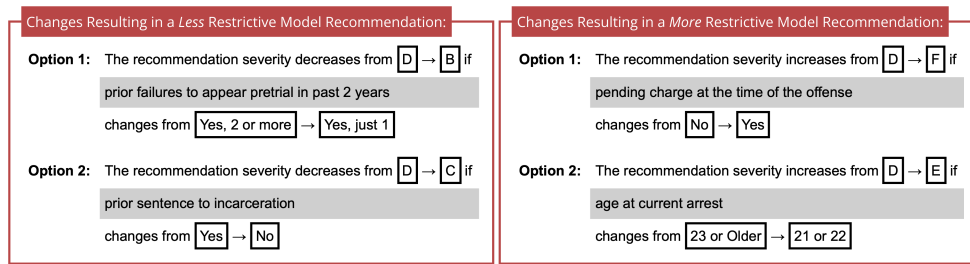 Changes Resulting in a Less Restrictive Model Recommendation:
Option 1: The recommendation severity decreases from D → B if
prior failures to appear pretrial in past 2 years
changes from Yes, 2 or more → Yes, just 1
Option 2: The recommendation severity decreases from D → C if
prior sentence to incarceration
changes from Yes → No
Changes Resulting in a More Restrictive Model Recommendation:
Option 1: The recommendation severity increases from D → F if
pending charge at the time of the offense
changes from No → Yes
Option 2: The recommendation severity increases from D → E if
age at current arrest
changes from 23 or Older → 21 or 22